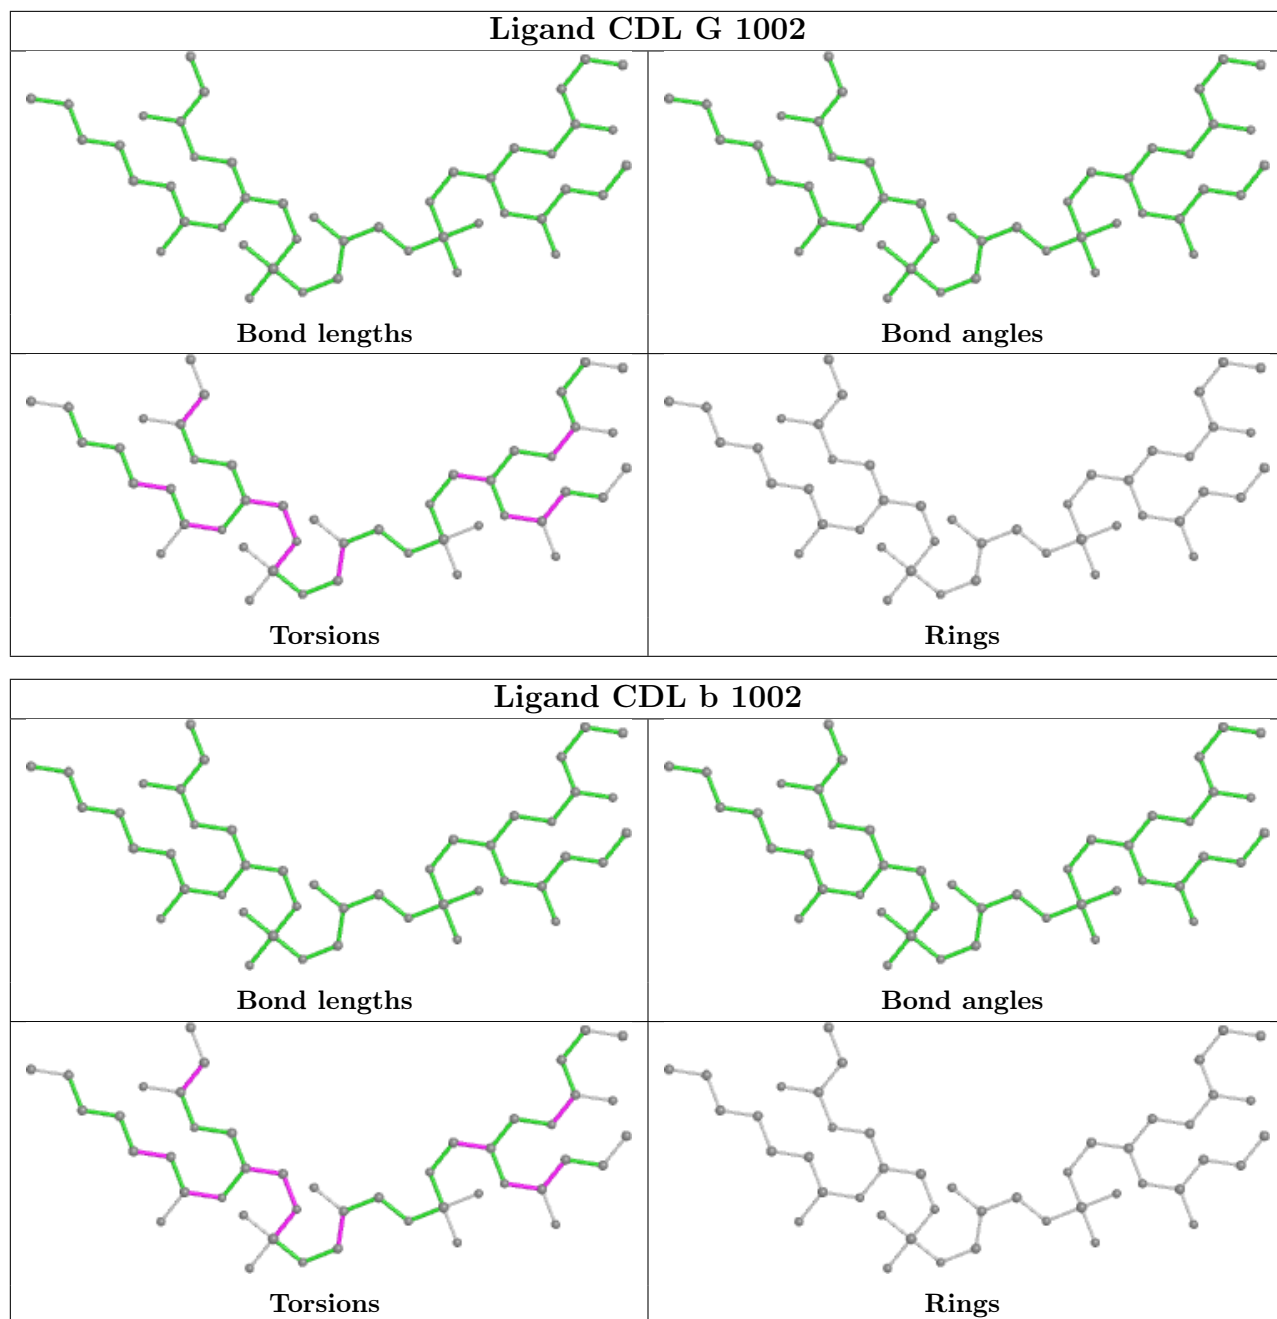 Ligand CDL G 1002
Bond lengths
Bond angles
Torsions
Rings
Ligand CDL b 1002
Bond lengths
Bond angles
Torsions
Rings